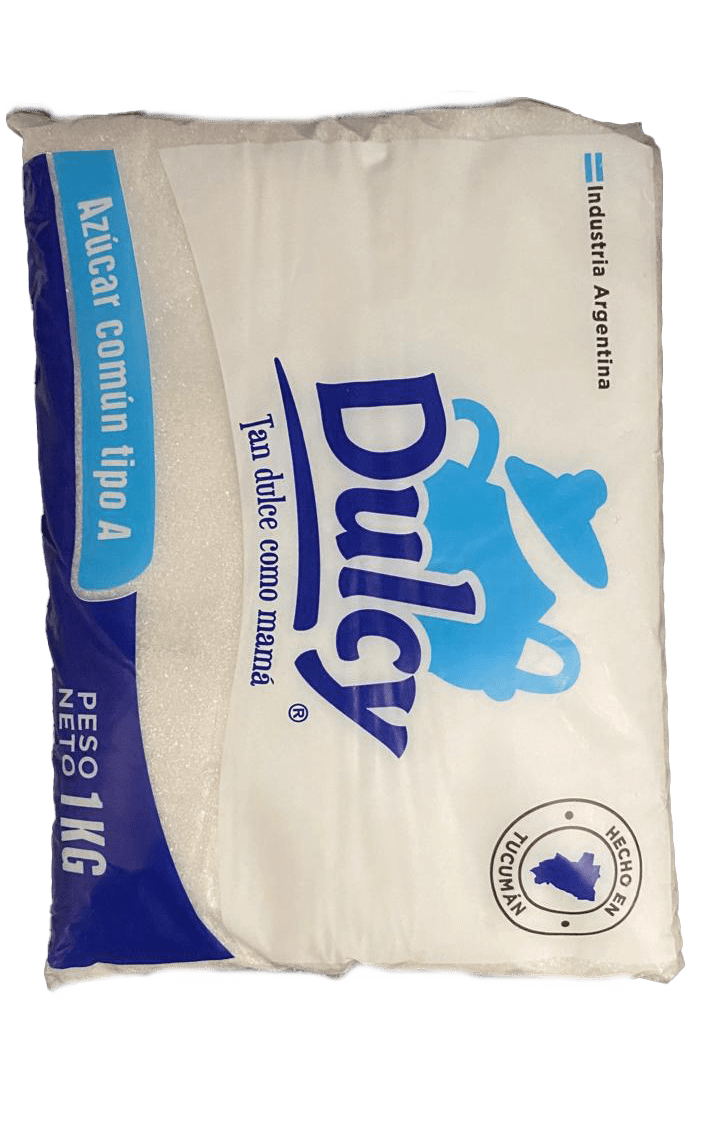 Industria Argentina
HECHO EN
TUCUMÁN
Dulcy®
Tan dulce como mamá
Azúcar común tipo A
PESO
NETO
1KG